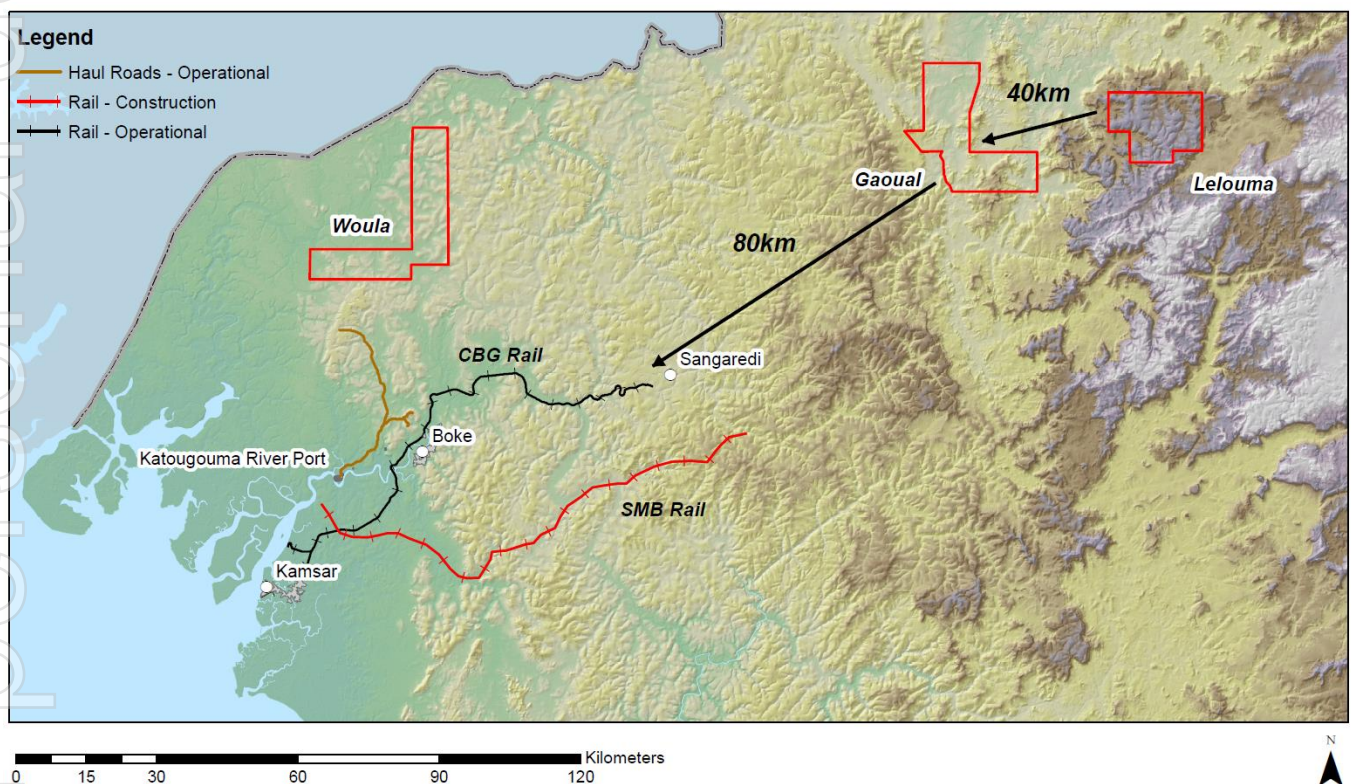 Legend
Haul Roads - Operational
Rail - Construction
Rail - Operational
40km
Gaoual
Lelouma
Woula
80km
CBG Rail
Sangaredi
Boke
Katougouma River Port
SMB Rail
Kamsar
Kilometers
0 15 30 60 90 120
N